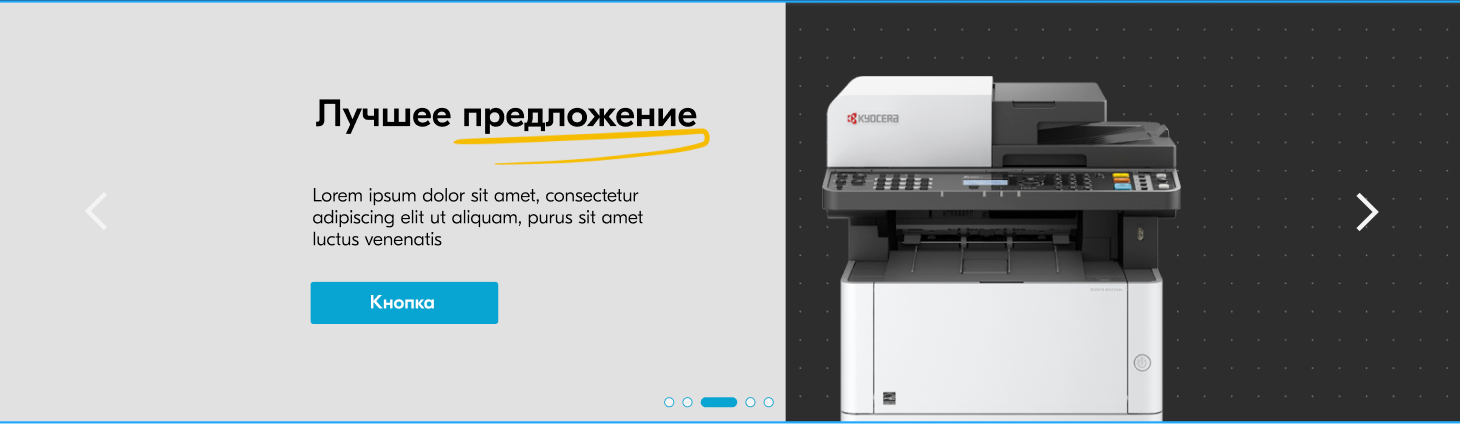 Лучшее предложение
Lorem ipsum dolor sit amet, consectetur
adipiscing elit ut aliquam, purus sit amet
luctus venenatis
Кнопка
KYOCERA